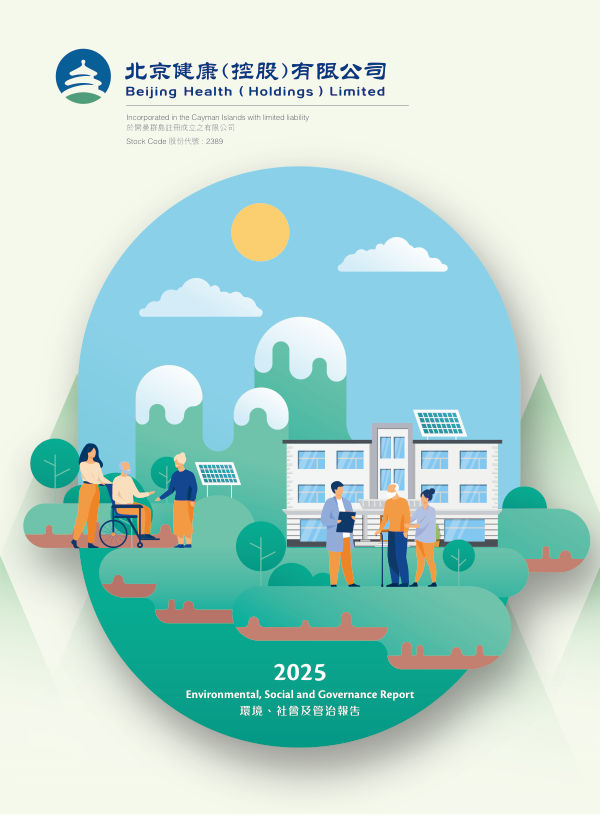 北京健康(控股)有限公司
Beijing Health (Holdings) Limited
Incorporated in the Cayman Islands with limited liability
於開曼群島註冊成立之有限公司
Stock Code 股份代號 : 2389
2025
Environmental, Social and Governance Report
環境、社會及管治報告